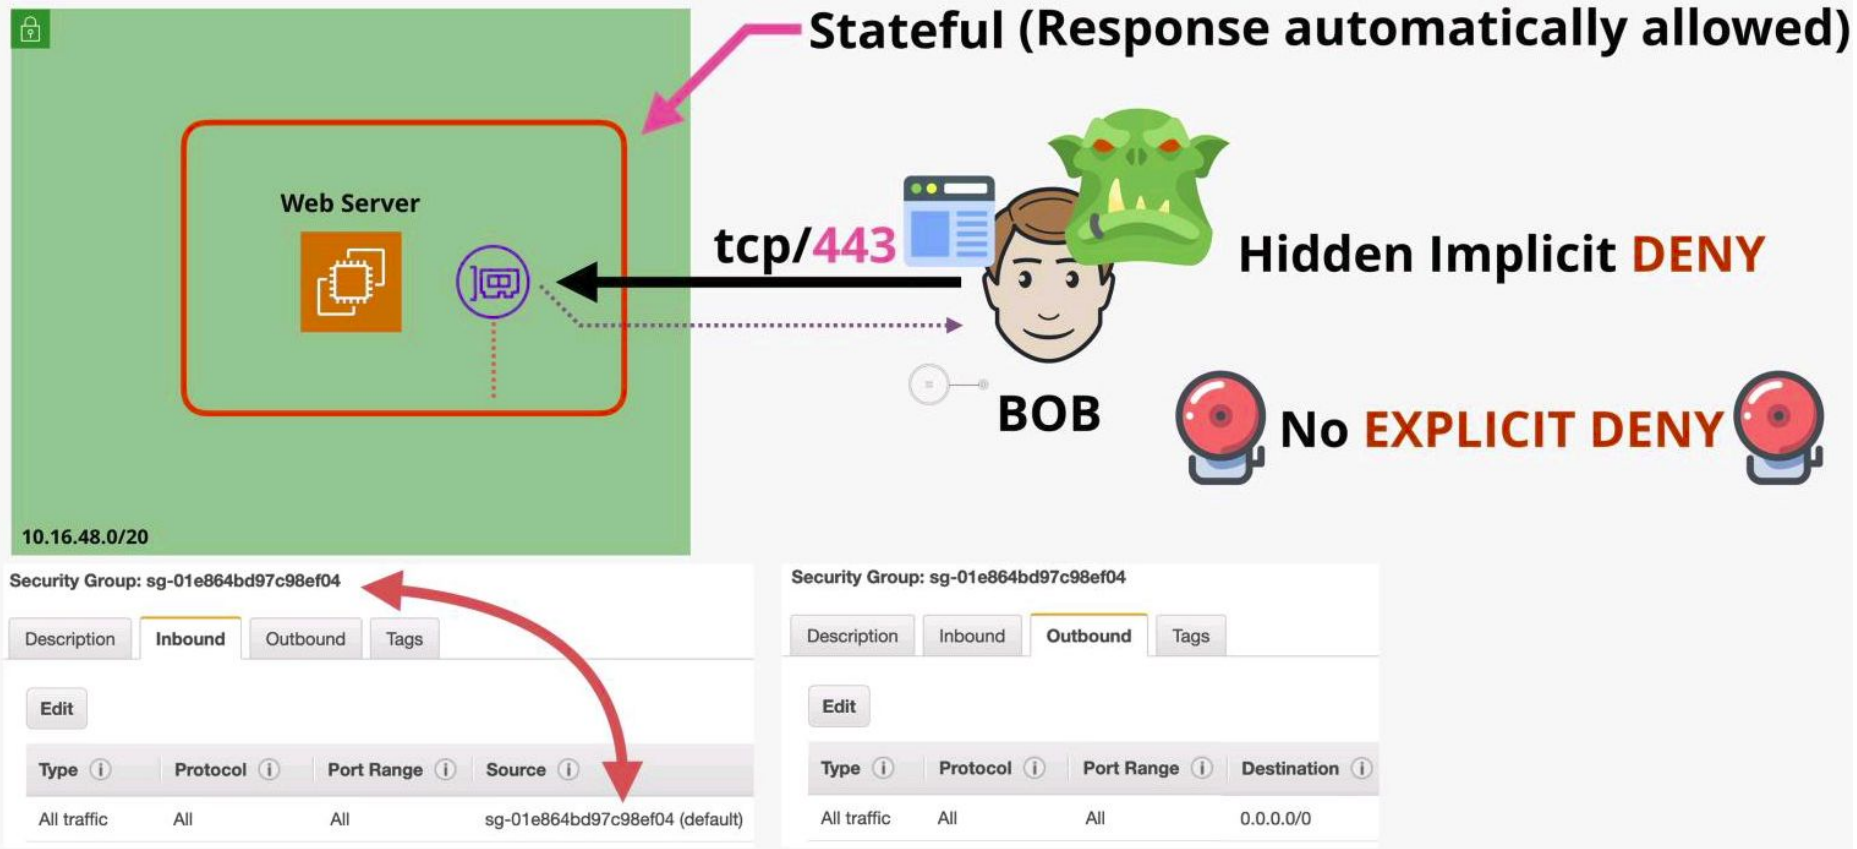 Stateful (Response automatically allowed)
Web Server
tcp/443
Hidden Implicit DENY
BOB
No EXPLICIT DENY
10.16.48.0/20
Security Group: sg-01e864bd97c98ef04
Description Inbound Outbound Tags
Edit
Type Protocol Port Range Source
All traffic All All sg-01e864bd97c98ef04 (default)
Security Group: sg-01e864bd97c98ef04
Description Inbound Outbound Tags
Edit
Type Protocol Port Range Destination
All traffic All All 0.0.0.0/0